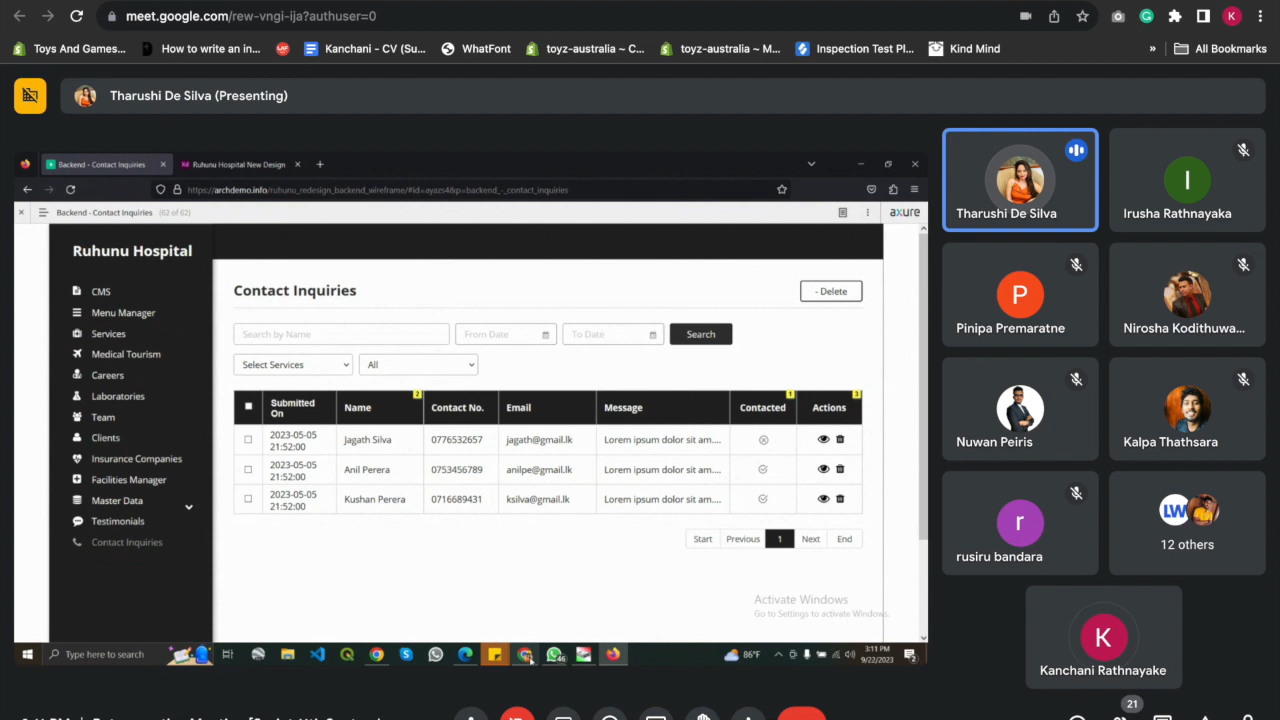 meet.google.com/rew-vngi-ija?authuser=0
K
Toys And Games...
How to write an in...
Kanchani - CV (Su...
WhatFont
toyz-australia ~ C...
toyz-australia ~ M...
Inspection Test Pl...
Kind Mind
»
All Bookmarks
Tharushi De Silva (Presenting)
Backend - Contact Inquiries
Ruhunu Hospital New Design
https://archdemo.info/ruhunu_redesign_backend_wireframe/#id=ayazs4&p=backend_-_contact_inquiries
Backend - Contact Inquiries (62 of 62)
axure
Ruhunu Hospital
CMS
Menu Manager
Services
Medical Tourism
Careers
Laboratories
Team
Clients
Insurance Companies
Facilities Manager
Master Data
Testimonials
Contact Inquiries
Contact Inquiries
- Delete
Search by Name
From Date
To Date
Search
Select Services
All
Submitted On
Name
2
Contact No.
Email
Message
Contacted
1
Actions
3
2023-05-05 21:52:00
Jagath Silva
0776532657
jagath@gmail.lk
Lorem ipsum dolor sit am....
2023-05-05 21:52:00
Anil Perera
0753456789
anilpe@gmail.lk
Lorem ipsum dolor sit am....
2023-05-05 21:52:00
Kushan Perera
0716689431
ksilva@gmail.lk
Lorem ipsum dolor sit am....
Start
Previous
1
Next
End
Activate Windows
Go to Settings to activate Windows.
Type here to search
46
86°F
3:11 PM
9/22/2023
2
Tharushi De Silva
I
Irusha Rathnayaka
P
Pinipa Premaratne
Nirosha Kodithuwa...
Nuwan Peiris
Kalpa Thathsara
r
rusiru bandara
LW
12 others
K
Kanchani Rathnayake
21